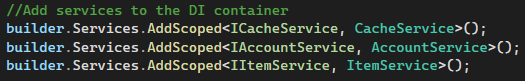 //Add services to the DI container
builder.Services.AddScoped<ICacheService, CacheService>();
builder.Services.AddScoped<IAccountService, AccountService>();
builder.Services.AddScoped<IItemService, ItemService>();